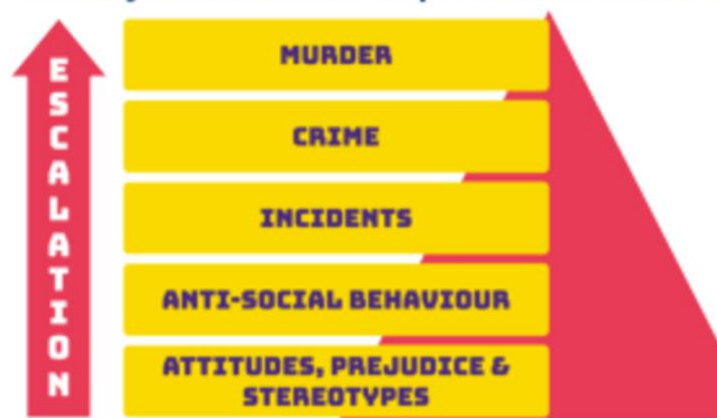 ESCALATION
MURDER
CRIME
INCIDENTS
ANTI-SOCIAL BEHAVIOUR
ATTITUDES, PREJUDICE &
STEREOTYPES